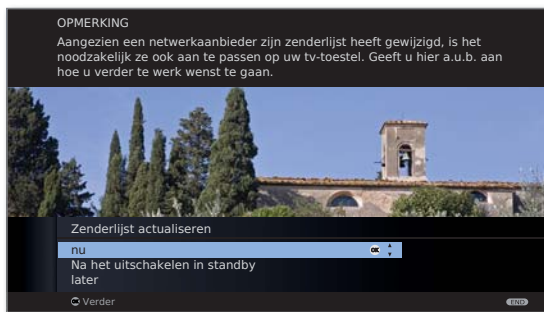 OPMERKING
Aangezien een netwerkaanbieder zijn zenderlijst heeft gewijzigd, is het
noodzakelijk ze ook aan te passen op uw tv-toestel. Geeft u hier a.u.b. aan
hoe u verder te werk wenst te gaan.
Zenderlijst actualiseren
nu OK
Na het uitschakelen in standby
later
OK Verder END